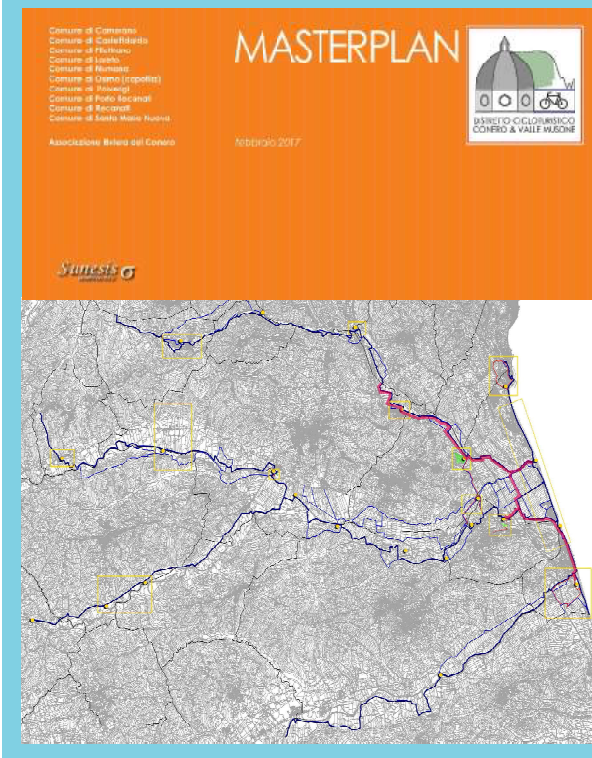 Comune di Camerano
Comune di Castelfidardo
Comune di Filottrano
Comune di Loreto
Comune di Numana
Comune di Osimo (capofila)
Comune di
Comune di Porto Recanati
Comune di Recanati
Comune di Santa Maria Nuova
Associazione Riviera del Conero
MASTERPLAN
febbraio 2017
DISTRETTO CICLOTURISTICO
CONERO & VALLE MUSONE
Sunesis